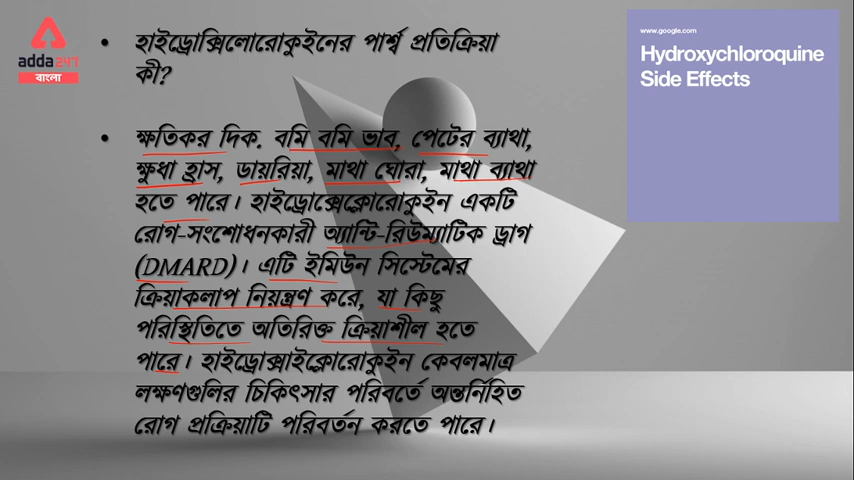 adda247
বাংলা
হাইড্রোক্সিলোরোকুইনের পার্শ্ব প্রতিক্রিয়া
কী?
ক্ষতিকর দিক. বমি বমি ভাব, পেটের ব্যাথা,
ক্ষুধা হ্রাস, ডায়রিয়া, মাথা ঘোরা, মাথা ব্যাথা
হতে পারে। হাইড্রোক্সেক্লোরোকুইন একটি
রোগ-সংশোধনকারী অ্যান্টি-রিউম্যাটিক ড্রাগ
(DMARD)। এটি ইমিউন সিস্টেমের
ক্রিয়াকলাপ নিয়ন্ত্রণ করে, যা কিছু
পরিস্থিতিতে অতিরিক্ত ক্রিয়াশীল হতে
পারে। হাইড্রোক্সাইক্লোরোকুইন কেবলমাত্র
লক্ষণগুলির চিকিৎসার পরিবর্তে অন্তর্নিহিত
রোগ প্রক্রিয়াটি পরিবর্তন করতে পারে।
www.google.com
Hydroxychloroquine
Side Effects